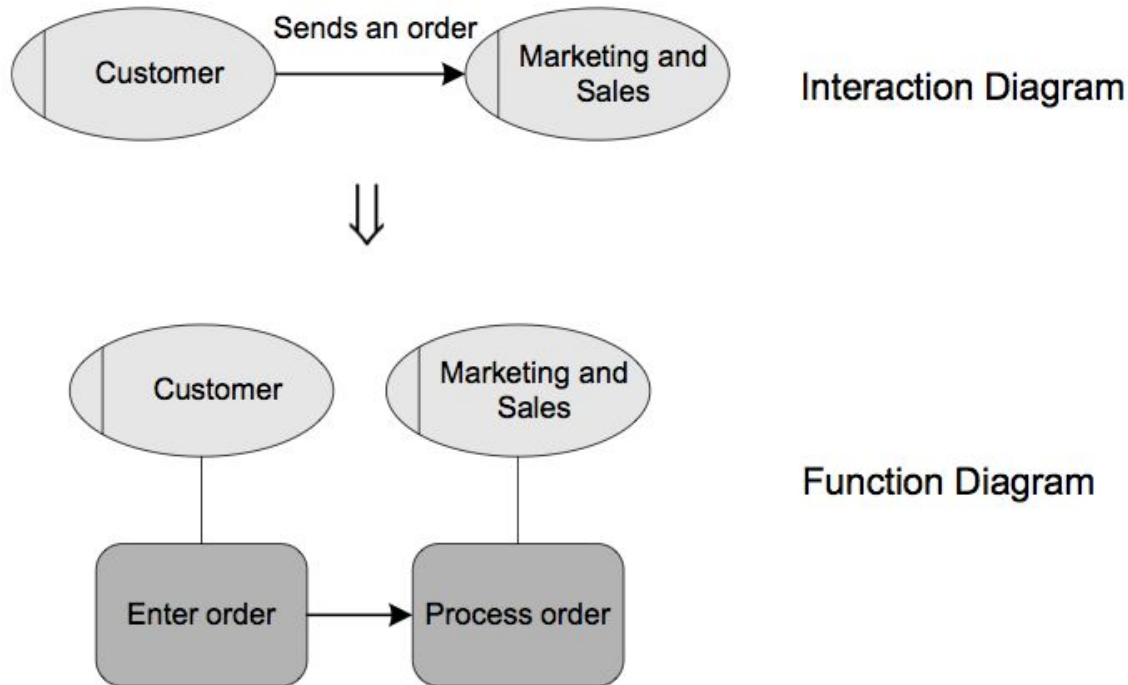 Sends an order
Customer
Marketing and
Sales
Interaction Diagram
Customer
Marketing and
Sales
Function Diagram
Enter order
Process order